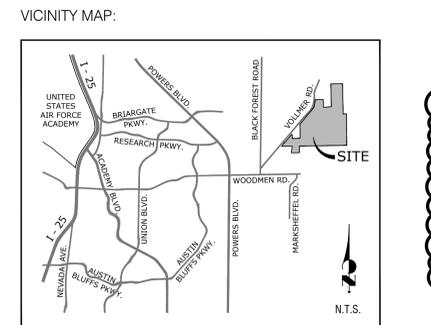 VICINITY MAP:
I - 25
POWERS BLVD
BLACK FOREST ROAD
VOLLMER RD.
UNITED
STATES
AIR FORCE
ACADEMY
BRIARGATE
PKWY.
RESEARCH PKWY.
SITE
ACADEMY BLVD
WOODMEN RD.
UNION BLVD.
POWERS BLVD.
MARKSHEFFEL RD.
I - 25
NEVADA AVE.
AUSTIN
BLUFFS PKWY.
AUSTIN
BLUFFS PKWY.
N
N.T.S.